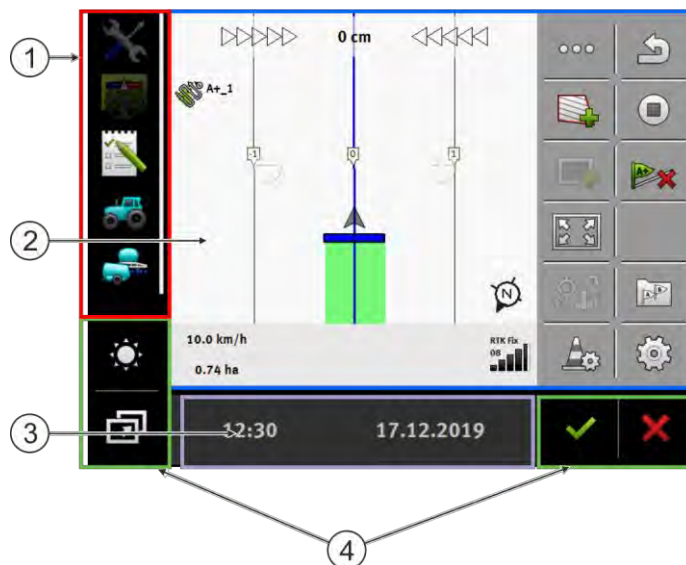 1
0 cm
A+_1
-1
0
1
A+
2
N
A B
10.0 km/h
RTK Fix
08
0.74 ha
3
12:30
17.12.2019
4